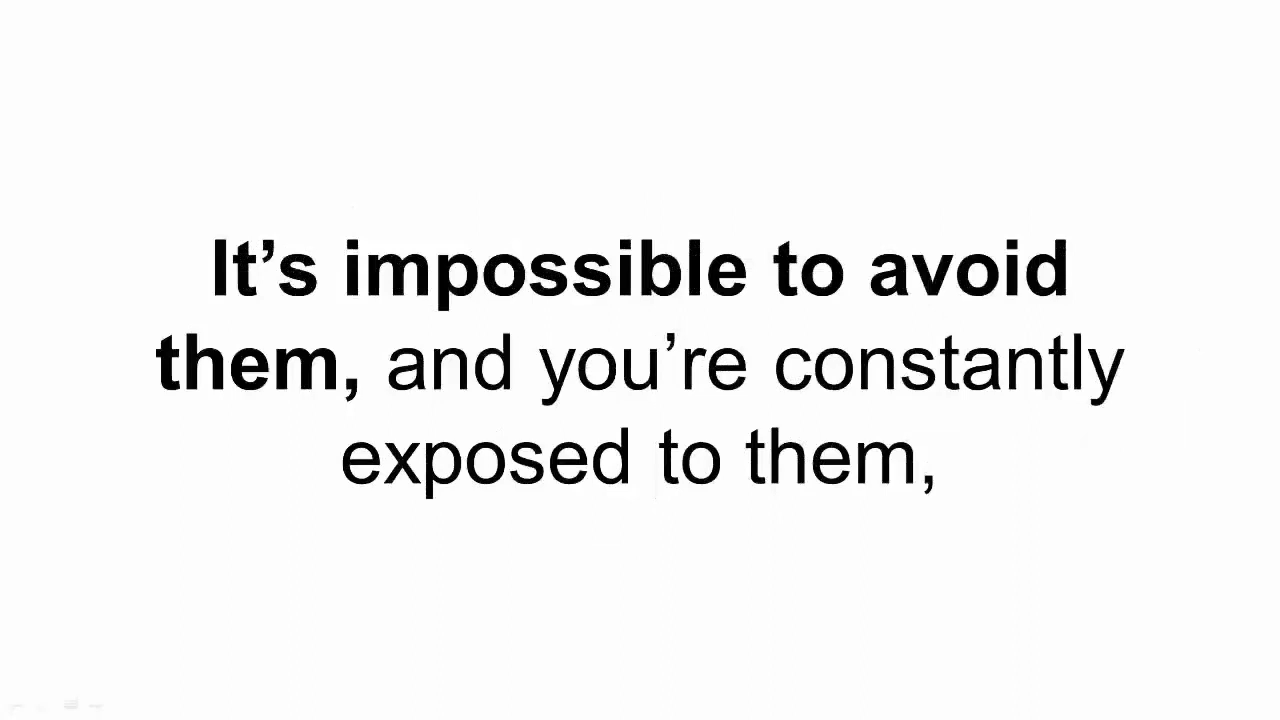 It’s impossible to avoid
them, and you’re constantly
exposed to them,